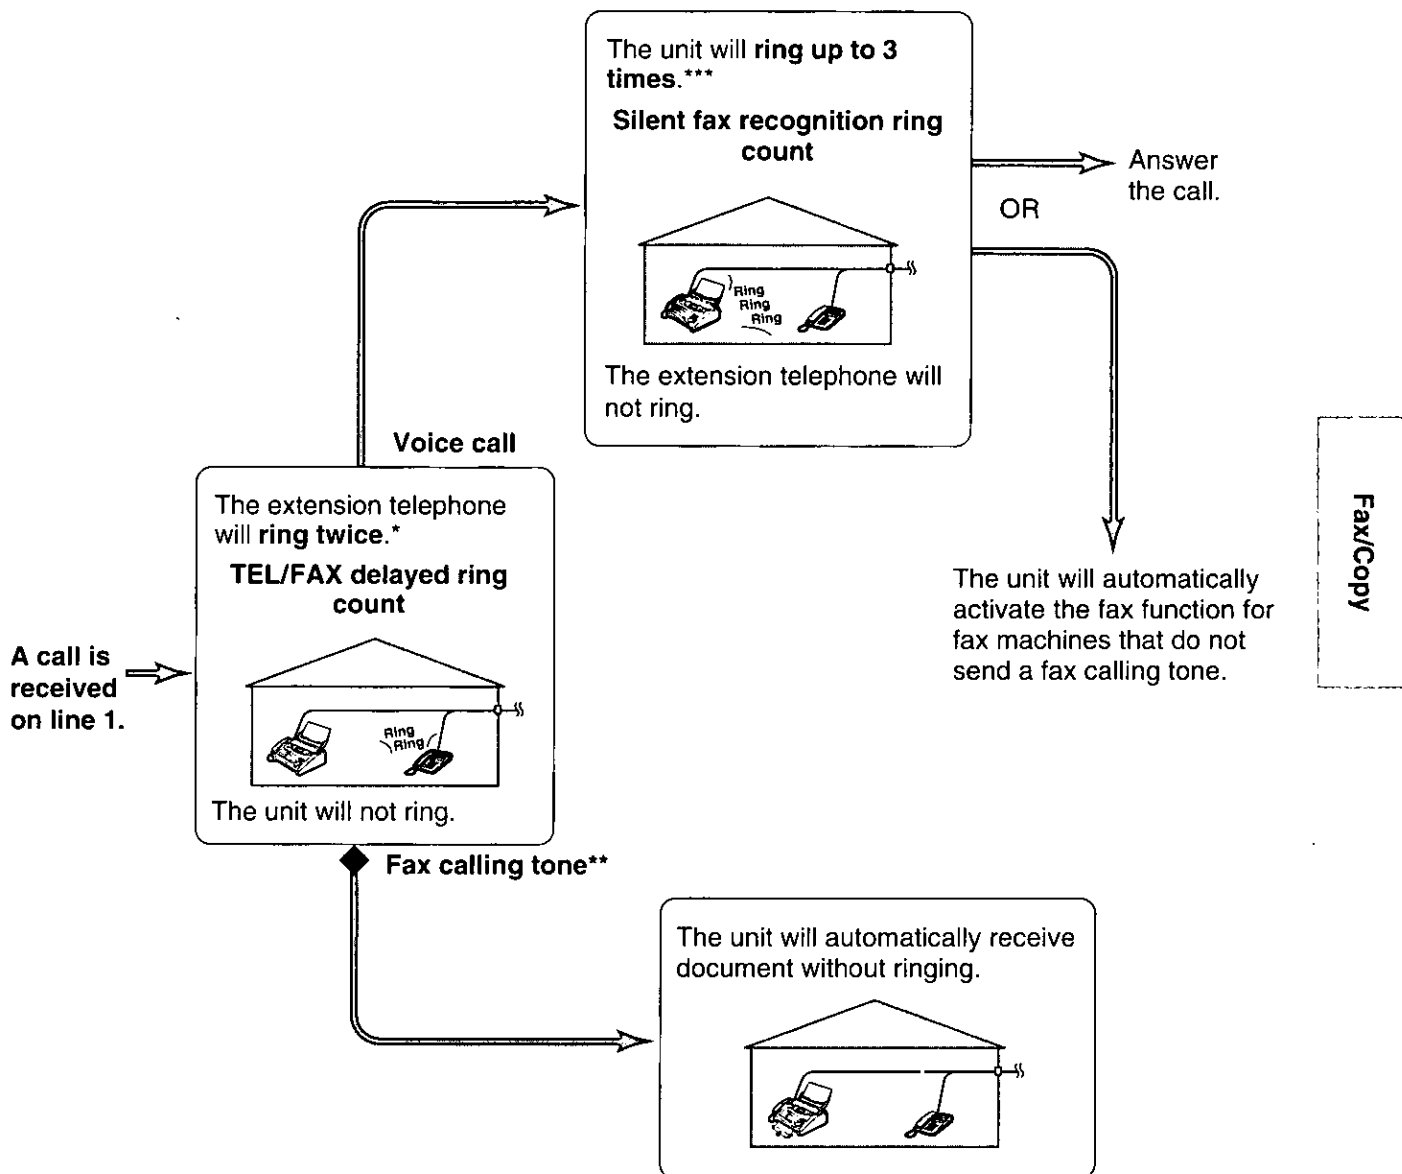 The unit will ring up to 3
times.***
Silent fax recognition ring
count
Ring
Ring
Ring
The extension telephone will
not ring.
Answer
the call.
OR
The unit will automatically
activate the fax function for
fax machines that do not
send a fax calling tone.
Fax/Copy
Voice call
The extension telephone
will ring twice.*
TEL/FAX delayed ring
count
Ring
Ring
The unit will not ring.
A call is
received
on line 1.
Fax calling tone**
The unit will automatically receive
document without ringing.